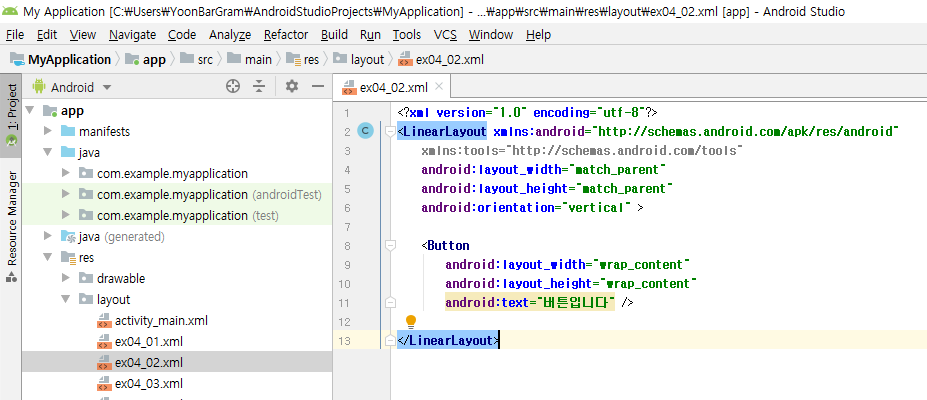 My Application [C:₩Users₩YoonBarGram₩AndroidStudioProjects₩MyApplication] - ...₩app₩src₩main₩res₩layout₩ex04_02.xml [app] - Android Studio
File Edit View Navigate Code Analyze Refactor Build Run Tools VCS Window Help
MyApplication app src main res layout ex04_02.xml
1: Project
Resource Manager
Android
app
manifests
java
com.example.myapplication
com.example.myapplication (androidTest)
com.example.myapplication (test)
java (generated)
res
drawable
layout
activity_main.xml
ex04_01.xml
ex04_02.xml
ex04_03.xml
ex04_02.xml
1 <?xml version="1.0" encoding="utf-8"?>
2 C <LinearLayout xmlns:android="http://schemas.android.com/apk/res/android"
3 xmlns:tools="http://schemas.android.com/tools"
4 android:layout_width="match_parent"
5 android:layout_height="match_parent"
6 android:orientation="vertical" >
7
8 <Button
9 android:layout_width="wrap_content"
10 android:layout_height="wrap_content"
11 android:text="버튼입니다" />
12
13 </LinearLayout>